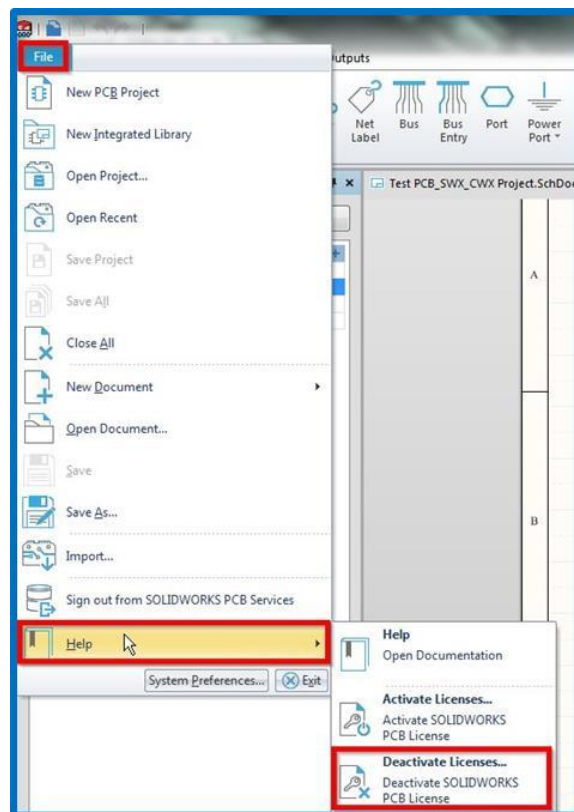 File
utputs
New PCB Project
New Integrated Library
Open Project...
Open Recent
Save Project
Save All
Close All
New Document
Open Document...
Save
Save As...
Import...
Sign out from SOLIDWORKS PCB Services
Help
System Preferences...
Exit
Net Label
Bus
Bus Entry
Port
Power Port
Test PCB_SWX_CWX Project.SchDoc
A
B
Help
Open Documentation
Activate Licenses...
Activate SOLIDWORKS
PCB License
Deactivate Licenses...
Deactivate SOLIDWORKS
PCB License